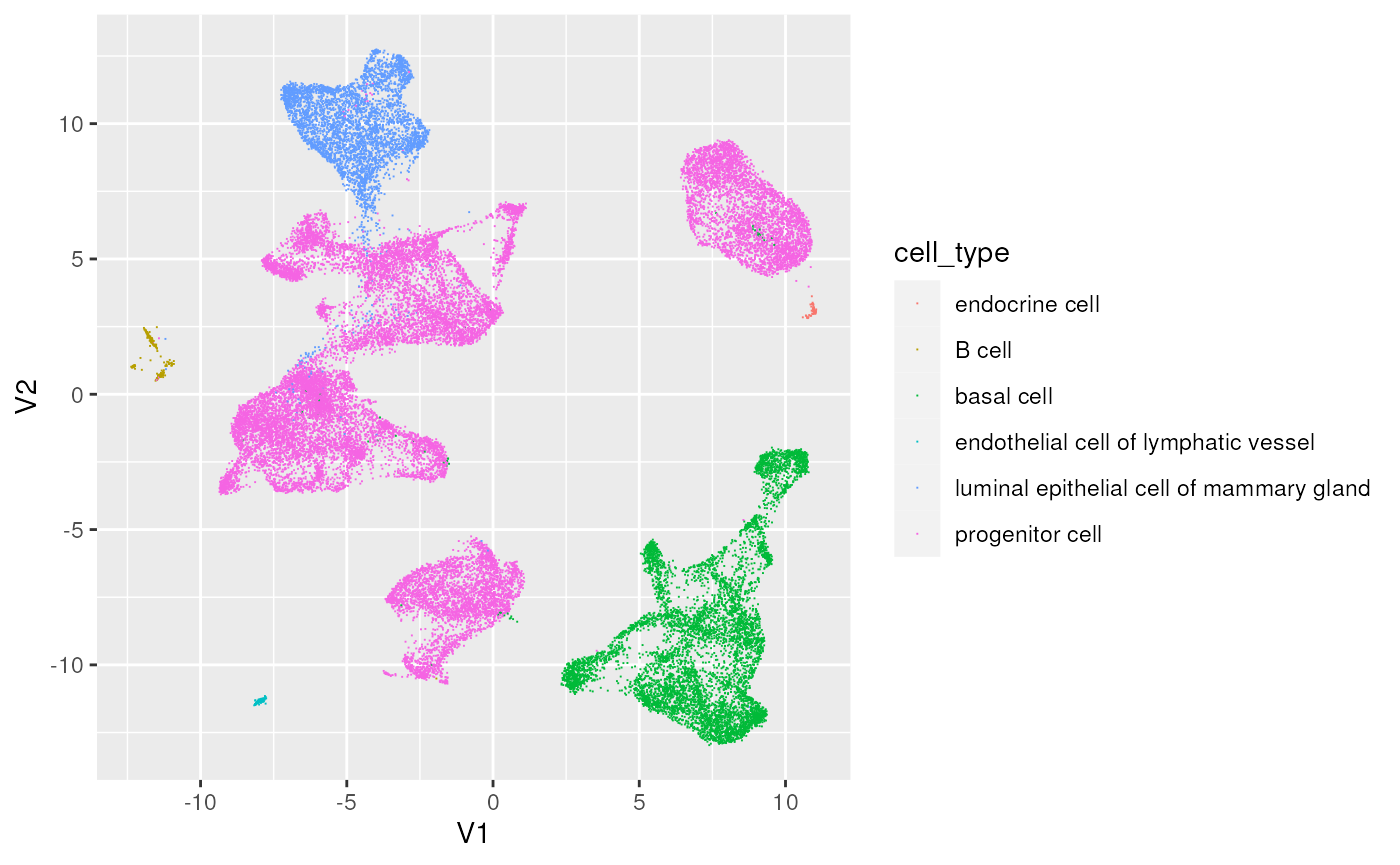 10
5
0
-5
-10
V2
-10
-5
0
5
10
V1
cell_type
endocrine cell
B cell
basal cell
endothelial cell of lymphatic vessel
luminal epithelial cell of mammary gland
progenitor cell